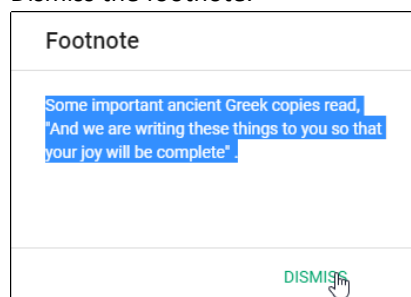 Dismiss the footnote.
Footnote
Some important ancient Greek copies read,
"And we are writing these things to you so that
your joy will be complete" .
DISMISS